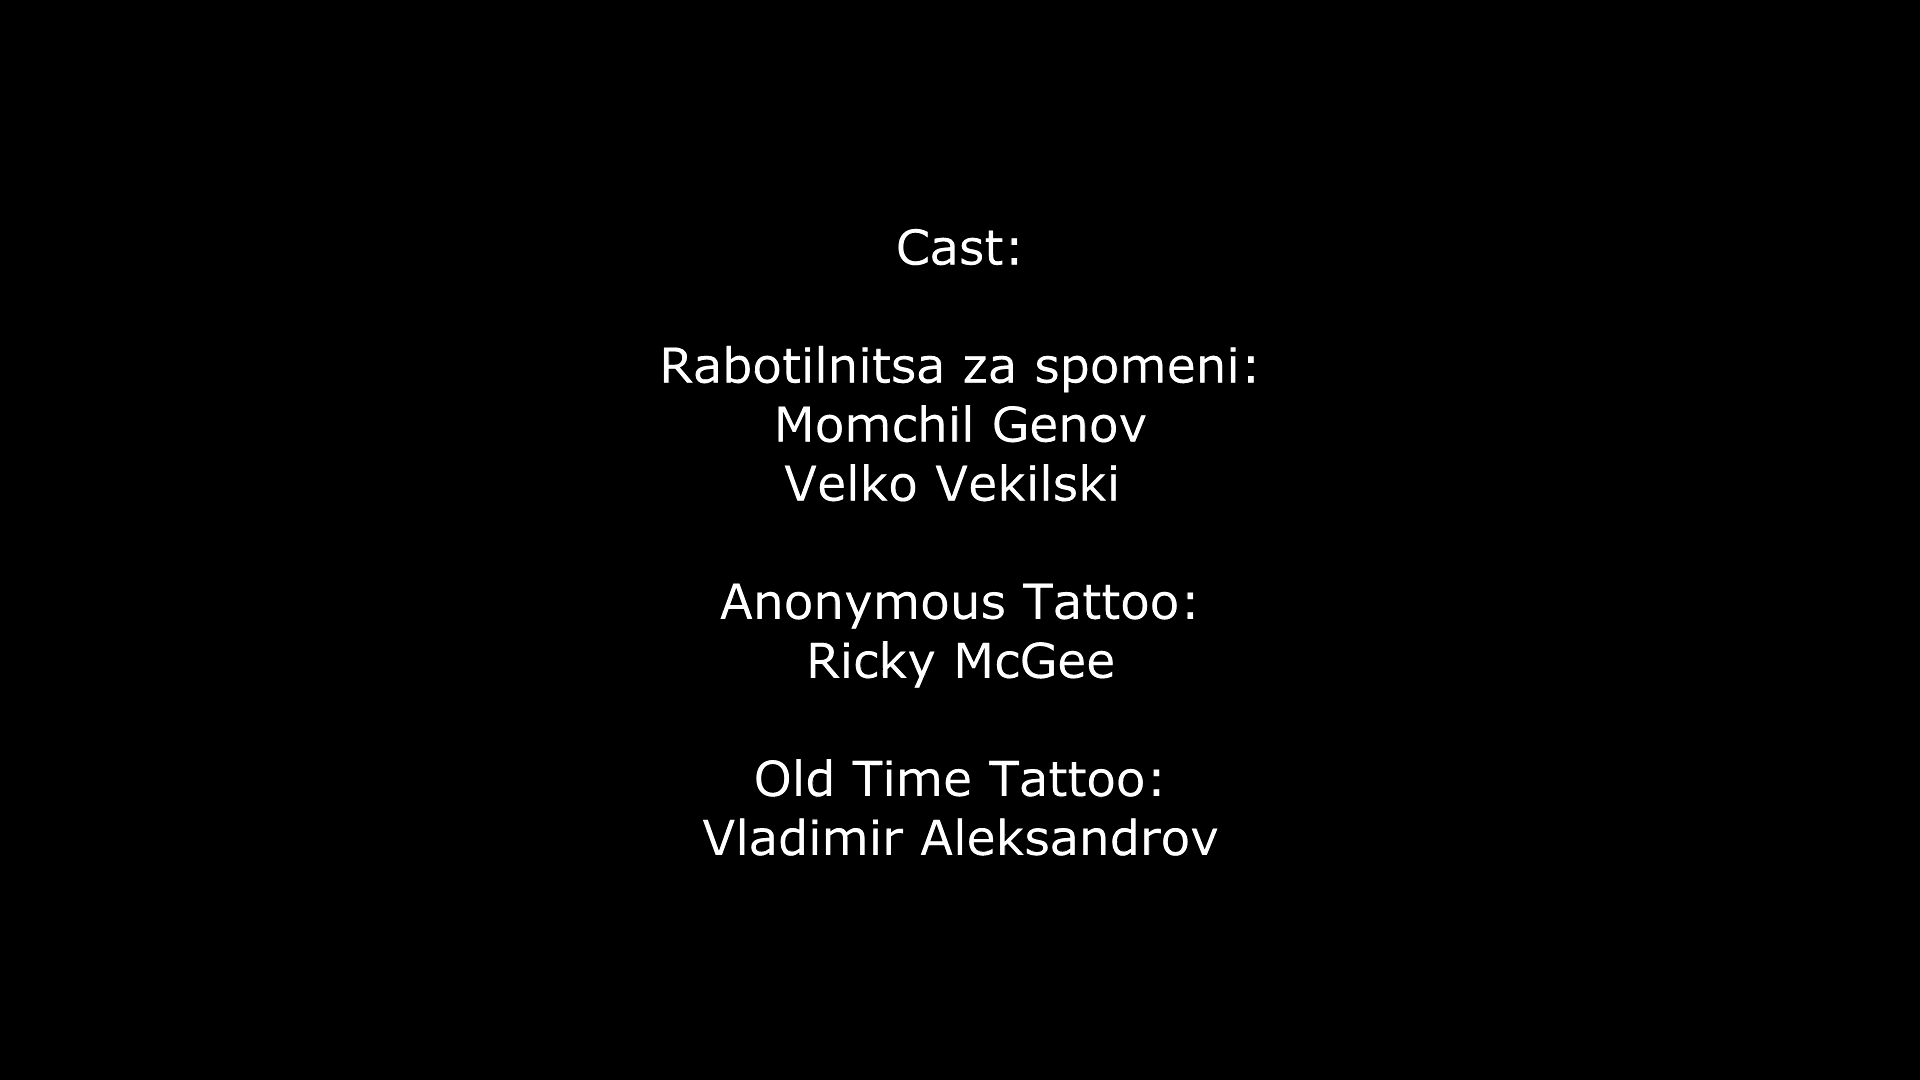 Cast:
Rabotilnitsa za spomeni:
Momchil Genov
Velko Vekilski
Anonymous Tattoo:
Ricky McGee
Old Time Tattoo:
Vladimir Aleksandrov